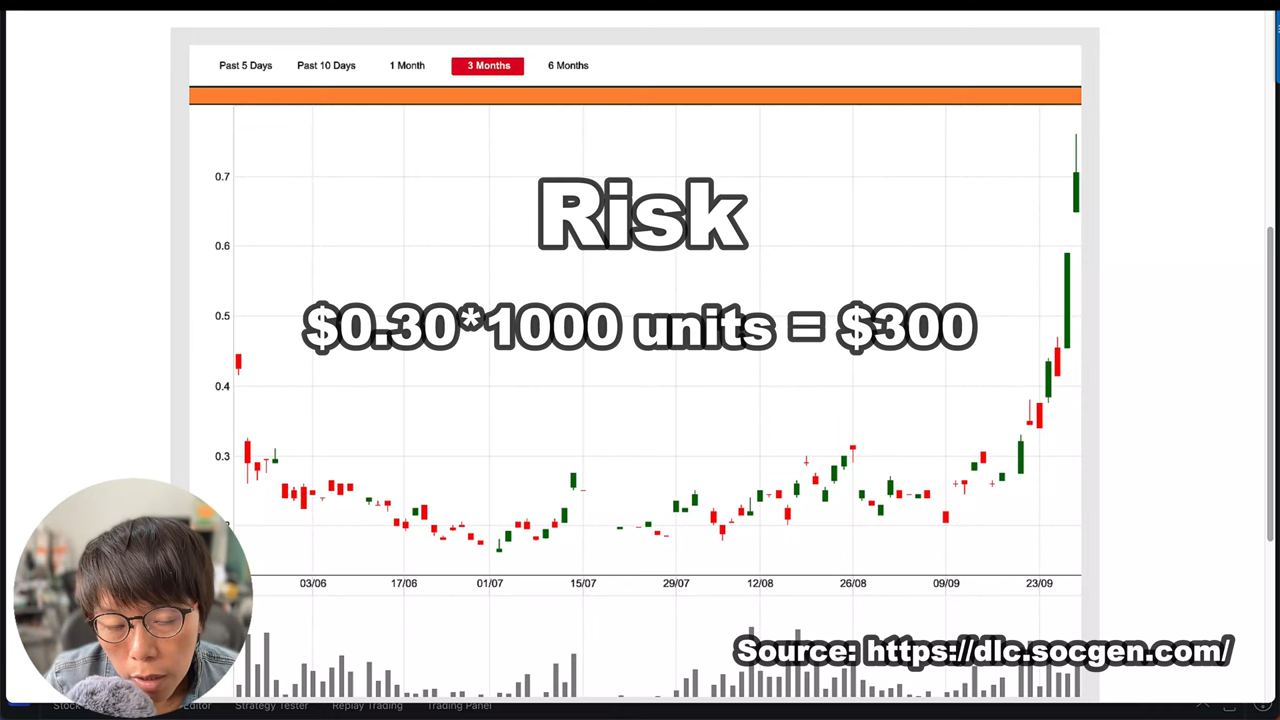 Past 5 Days Past 10 Days 1 Month 3 Months 6 Months
0.7
Risk
0.6
$0.30*1000 units = $300
0.5
0.4
0.3
03/06 17/06 01/07 15/07 29/07 12/08 26/08 09/09 23/09
Source: https://dlc.socgen.com/
Editor Strategy Tester Replay Trading Trading Panel